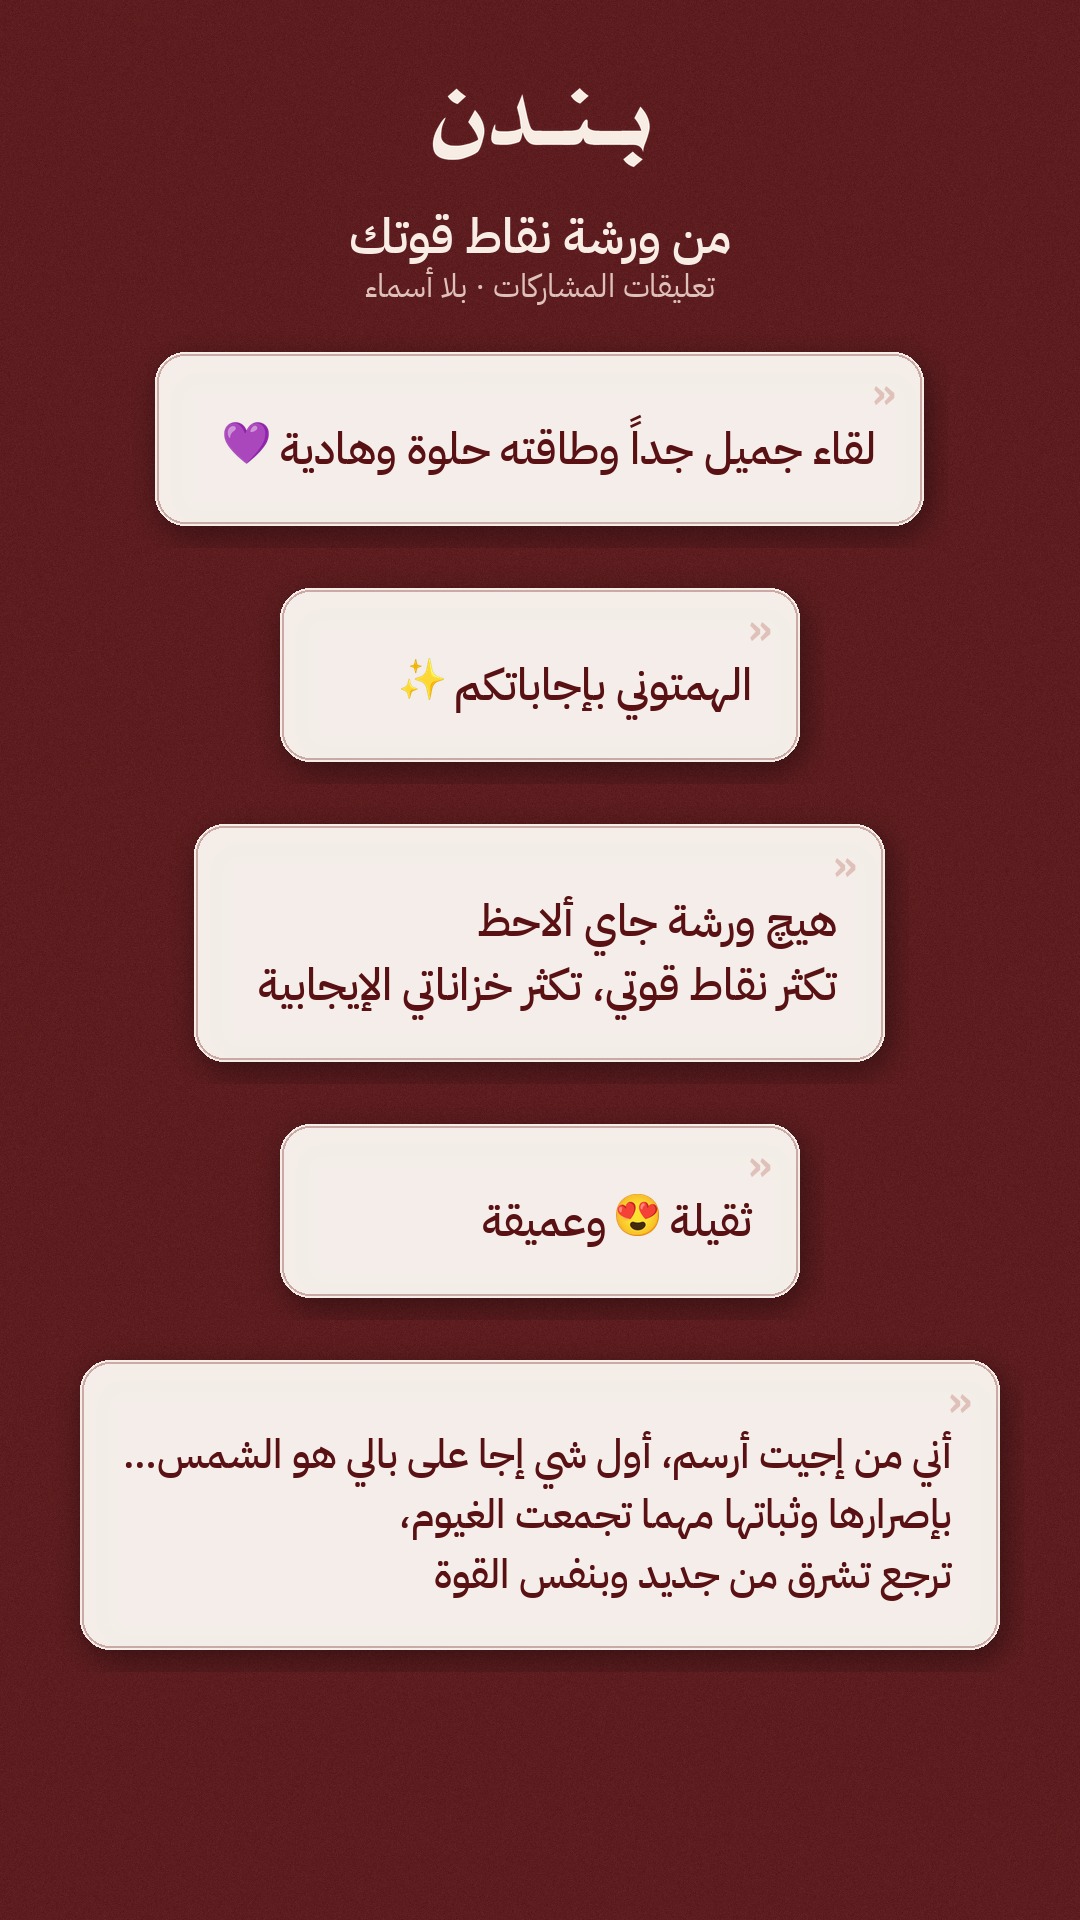 بـنـدن
من ورشة نقاط قوتك
تعليقات المشاركات · بلا أسماء
»
لقاء جميل جداً وطاقته حلوة وهادية 💜
»
الهمتوني بإجاباتكم ✨
»
هيچ ورشة جاي ألاحظ
تكثر نقاط قوتي، تكثر خزاناتي الإيجابية
»
ثقيلة 😍 وعميقة
»
أني من إجيت أرسم، أول شي إجا على بالي هو الشمس...
بإصرارها وثباتها مهما تجمعت الغيوم،
ترجع تشرق من جديد وبنفس القوة